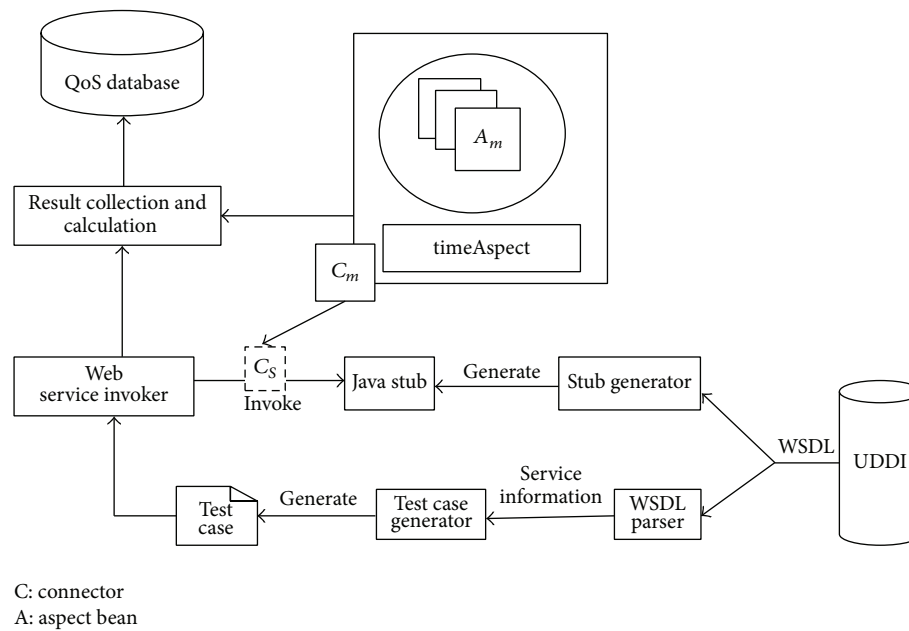 QoS database
A_m
timeAspect
Result collection and
calculation
C_m
C_S
Invoke
Web
service invoker
Java stub
Generate
Stub generator
WSDL
UDDI
Service
information
Test
case
Generate
Test case
generator
WSDL
parser
C: connector
A: aspect bean